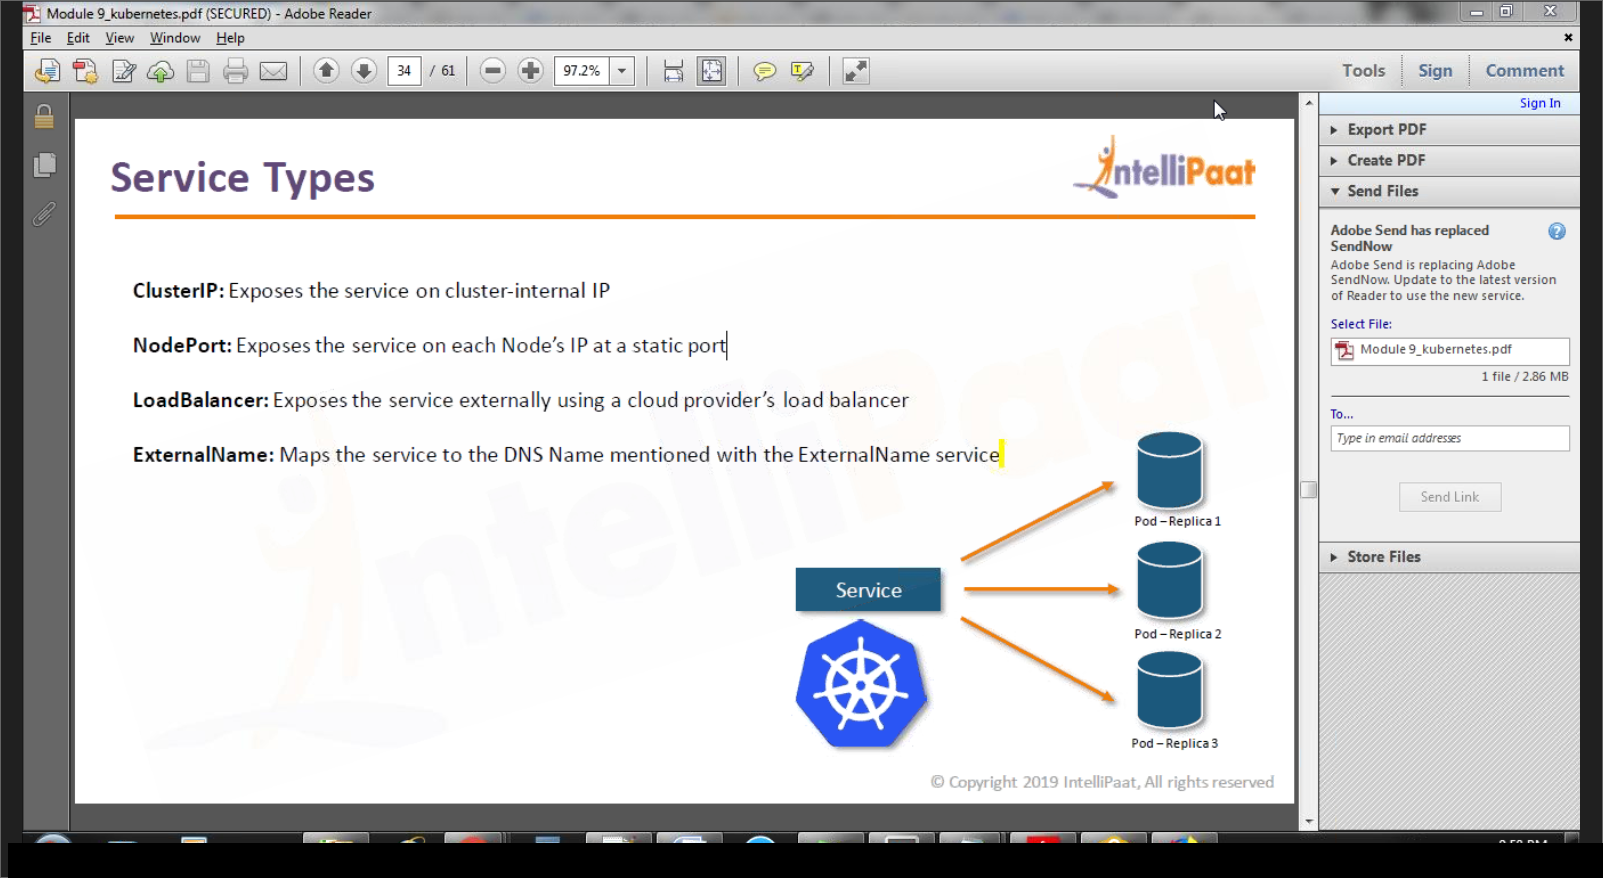 Module 9_kubernetes.pdf (SECURED) - Adobe Reader
File Edit View Window Help
34 / 61 97.2% Tools Sign Comment
Sign In
Export PDF
Create PDF
Send Files
Adobe Send has replaced
SendNow
Adobe Send is replacing Adobe
SendNow. Update to the latest version
of Reader to use the new service.
Select File:
Module 9_kubernetes.pdf
1 file / 2.86 MB
To...
Type in email addresses
Send Link
Store Files
Service Types
IntelliPaat
ClusterIP: Exposes the service on cluster-internal IP
NodePort: Exposes the service on each Node’s IP at a static port
LoadBalancer: Exposes the service externally using a cloud provider’s load balancer
ExternalName: Maps the service to the DNS Name mentioned with the ExternalName service
Service
Pod – Replica 1
Pod – Replica 2
Pod – Replica 3
IntelliPaat
© Copyright 2019 IntelliPaat, All rights reserved